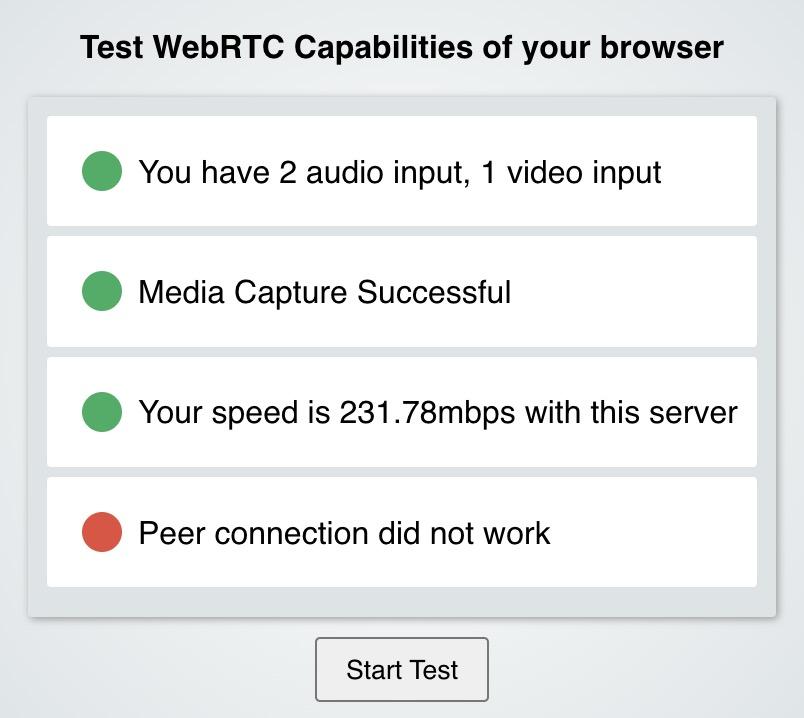 Test WebRTC Capabilities of your browser
You have 2 audio input, 1 video input
Media Capture Successful
Your speed is 231.78mbps with this server
Peer connection did not work
Start Test